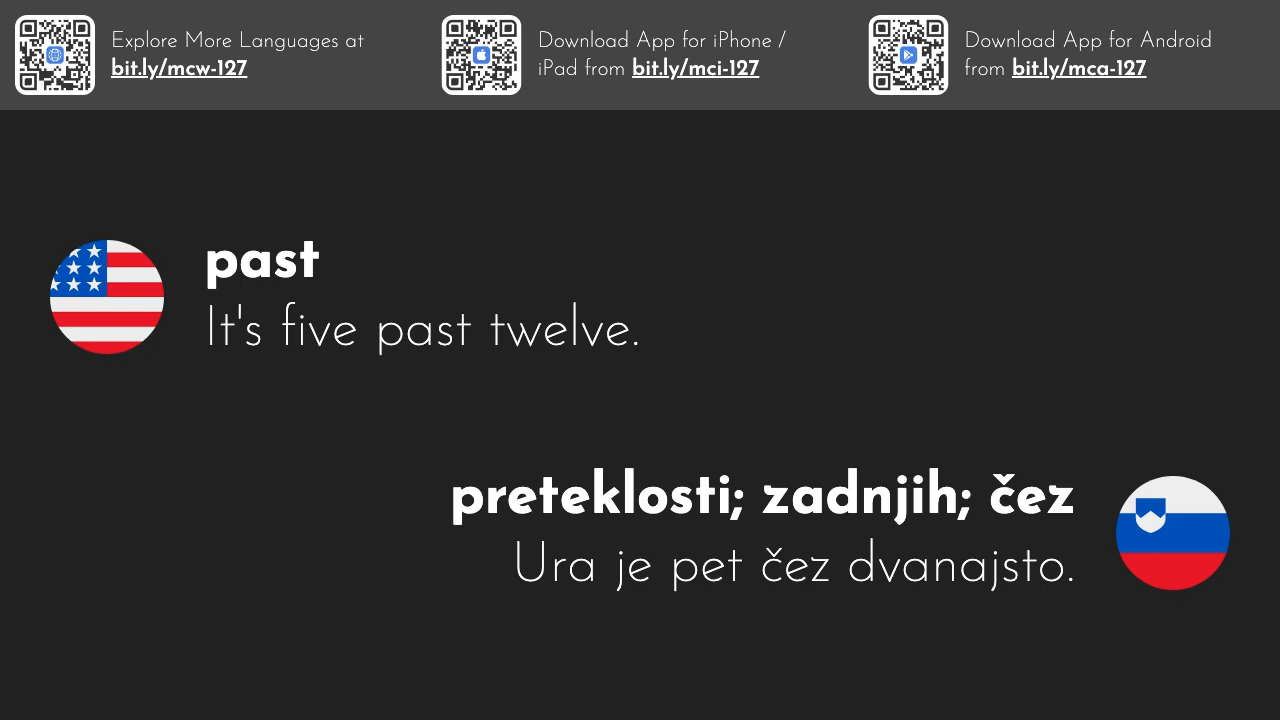 Explore More Languages at
bit.ly/mcw-127
Download App for iPhone /
iPad from bit.ly/mci-127
Download App for Android
from bit.ly/mca-127
past
It's five past twelve.
preteklosti; zadnjih; čez
Ura je pet čez dvanajsto.